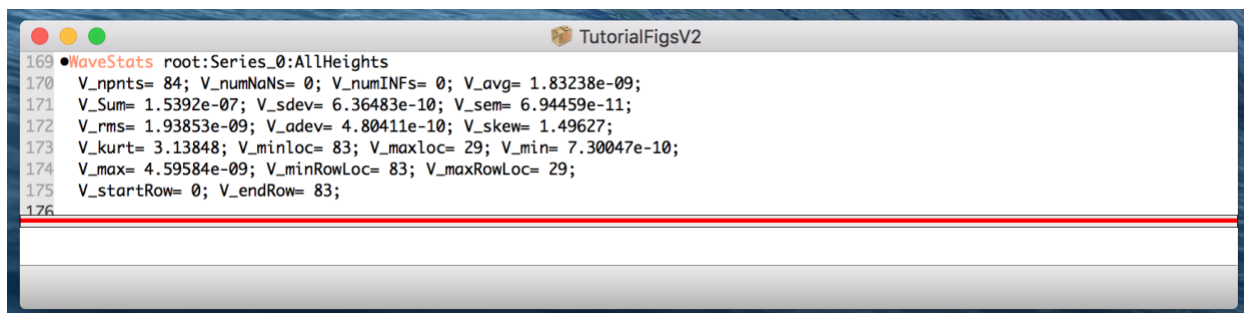 TutorialFigsV2
169 •WaveStats root:Series_0:AllHeights
170 V_npnts= 84; V_numNaNs= 0; V_numINFs= 0; V_avg= 1.83238e-09;
171 V_Sum= 1.5392e-07; V_sdev= 6.36483e-10; V_sem= 6.94459e-11;
172 V_rms= 1.93853e-09; V_adev= 4.80411e-10; V_skew= 1.49627;
173 V_kurt= 3.13848; V_minloc= 83; V_maxloc= 29; V_min= 7.30047e-10;
174 V_max= 4.59584e-09; V_minRowLoc= 83; V_maxRowLoc= 29;
175 V_startRow= 0; V_endRow= 83;
176